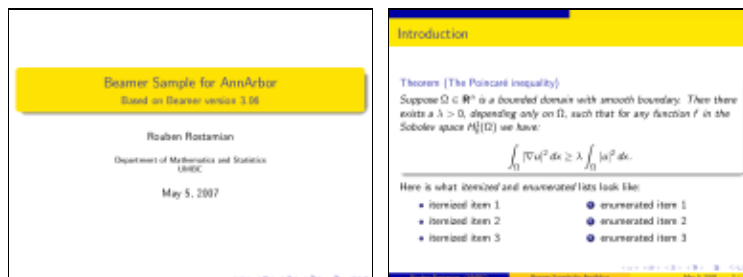 Beamer Sample for AnnArbor
Based on Beamer version 3.06
Rouben Rostamian
Department of Mathematics and Statistics
UMBC
May 5, 2007
Introduction
Theorem (The Poincaré inequality)
Suppose Ω ⊂ Rⁿ is a bounded domain with smooth boundary. Then there
exists a λ > 0, depending only on Ω, such that for any function f in the
Sobolev space H¹₀(Ω) we have:
∫_Ω |∇u|² dx ≥ λ ∫_Ω |u|² dx.
Here is what itemized and enumerated lists look like:
itemized item 1
itemized item 2
itemized item 3
enumerated item 1
enumerated item 2
enumerated item 3